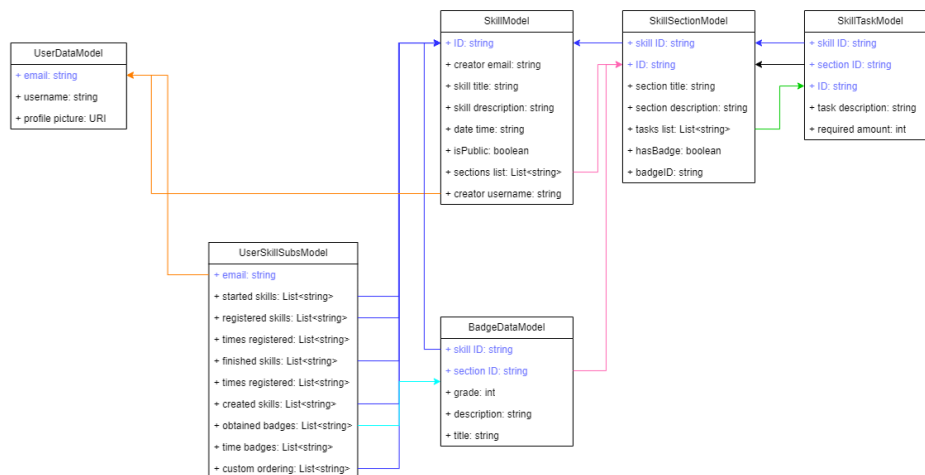 UserDataModel
+ email: string
+ username: string
+ profile picture: URI
SkillModel
+ ID: string
+ creator email: string
+ skill title: string
+ skill drescription: string
+ date time: string
+ isPublic: boolean
+ sections list: List<string>
+ creator username: string
SkillSectionModel
+ skill ID: string
+ ID: string
+ section title: string
+ section description: string
+ tasks list: List<string>
+ hasBadge: boolean
+ badgeID: string
SkillTaskModel
+ skill ID: string
+ section ID: string
+ ID: string
+ task description: string
+ required amount: int
UserSkillSubsModel
+ email: string
+ started skills: List<string>
+ registered skills: List<string>
+ times registered: List<string>
+ finished skills: List<string>
+ times registered: List<string>
+ created skills: List<string>
+ obtained badges: List<string>
+ time badges: List<string>
+ custom ordering: List<string>
BadgeDataModel
+ skill ID: string
+ section ID: string
+ grade: int
+ description: string
+ title: string